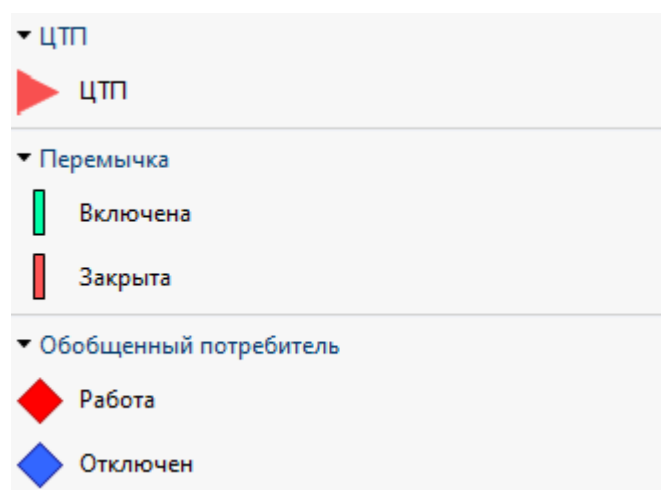 ЦТП
ЦТП
Перемычка
Включена
Закрыта
Обобщенный потребитель
Работа
Отключен